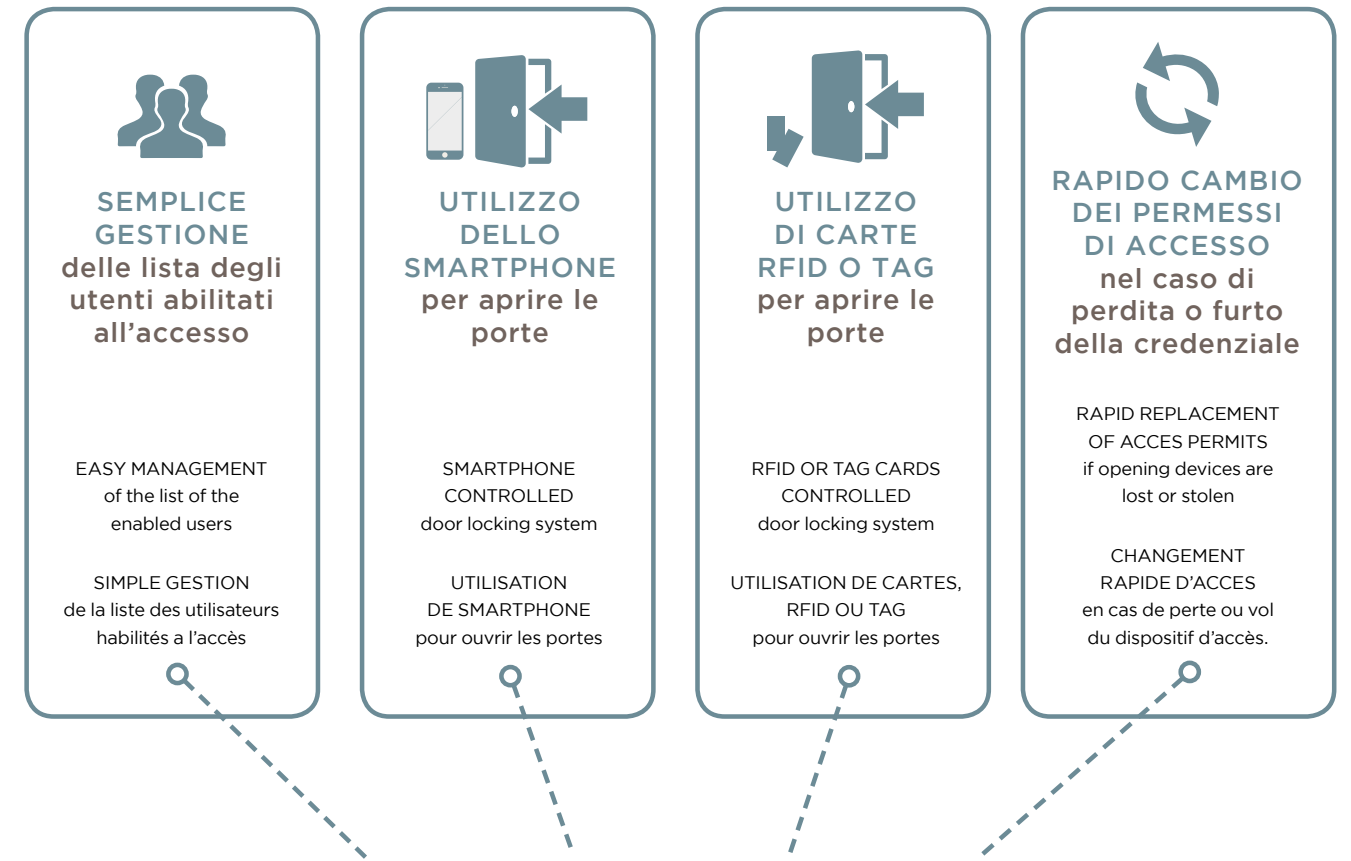 SEMPLICE
GESTIONE
delle lista degli
utenti abilitati
all’accesso
EASY MANAGEMENT
of the list of the
enabled users
SIMPLE GESTION
de la liste des utilisateurs
habilités a l’accès
UTILIZZO
DELLO
SMARTPHONE
per aprire le
porte
SMARTPHONE
CONTROLLED
door locking system
UTILISATION
DE SMARTPHONE
pour ouvrir les portes
UTILIZZO
DI CARTE
RFID O TAG
per aprire le
porte
RFID OR TAG CARDS
CONTROLLED
door locking system
UTILISATION DE CARTES,
RFID OU TAG
pour ouvrir les portes
RAPIDO CAMBIO
DEI PERMESSI
DI ACCESSO
nel caso di
perdita o furto
della credenziale
RAPID REPLACEMENT
OF ACCES PERMITS
if opening devices are
lost or stolen
CHANGEMENT
RAPIDE D’ACCES
en cas de perte ou vol
du dispositif d’accès.